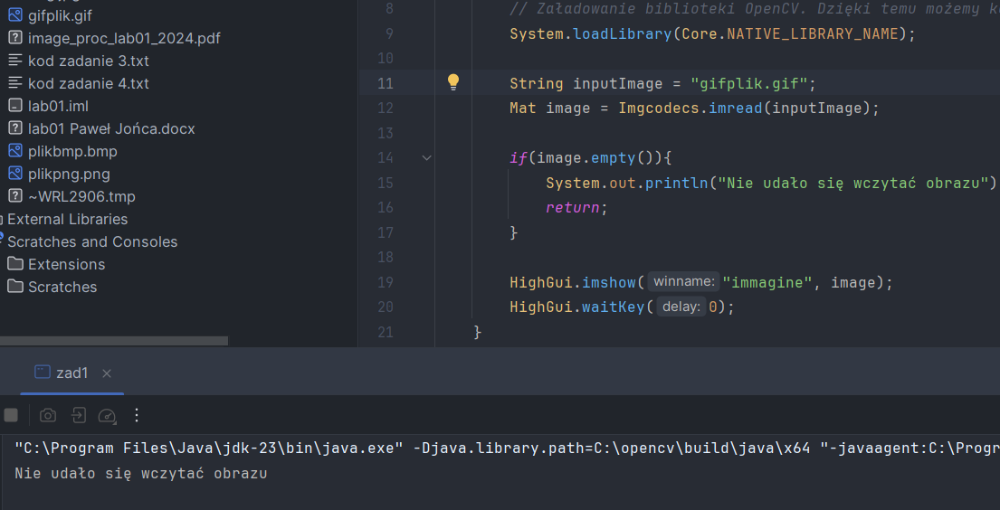 gifplik.gif
image_proc_lab01_2024.pdf
kod zadanie 3.txt
kod zadanie 4.txt
lab01.iml
lab01 Paweł Jońca.docx
plikbmp.bmp
plikpng.png
~WRL2906.tmp
External Libraries
Scratches and Consoles
Extensions
Scratches
8 // Załadowanie biblioteki OpenCV. Dzięki temu możemy
9 System.loadLibrary(Core.NATIVE_LIBRARY_NAME);
10
11 String inputImage = "gifplik.gif";
12 Mat image = Imgcodecs.imread(inputImage);
13
14 if(image.empty()){
15 System.out.println("Nie udało się wczytać obrazu")
16 return;
17 }
18
19 HighGui.imshow( winname: "immagine", image);
20 HighGui.waitKey( delay: 0);
21 }
zad1
"C:\Program Files\Java\jdk-23\bin\java.exe" -Djava.library.path=C:\opencv\build\java\x64 "-javaagent:C:\Progr
Nie udało się wczytać obrazu